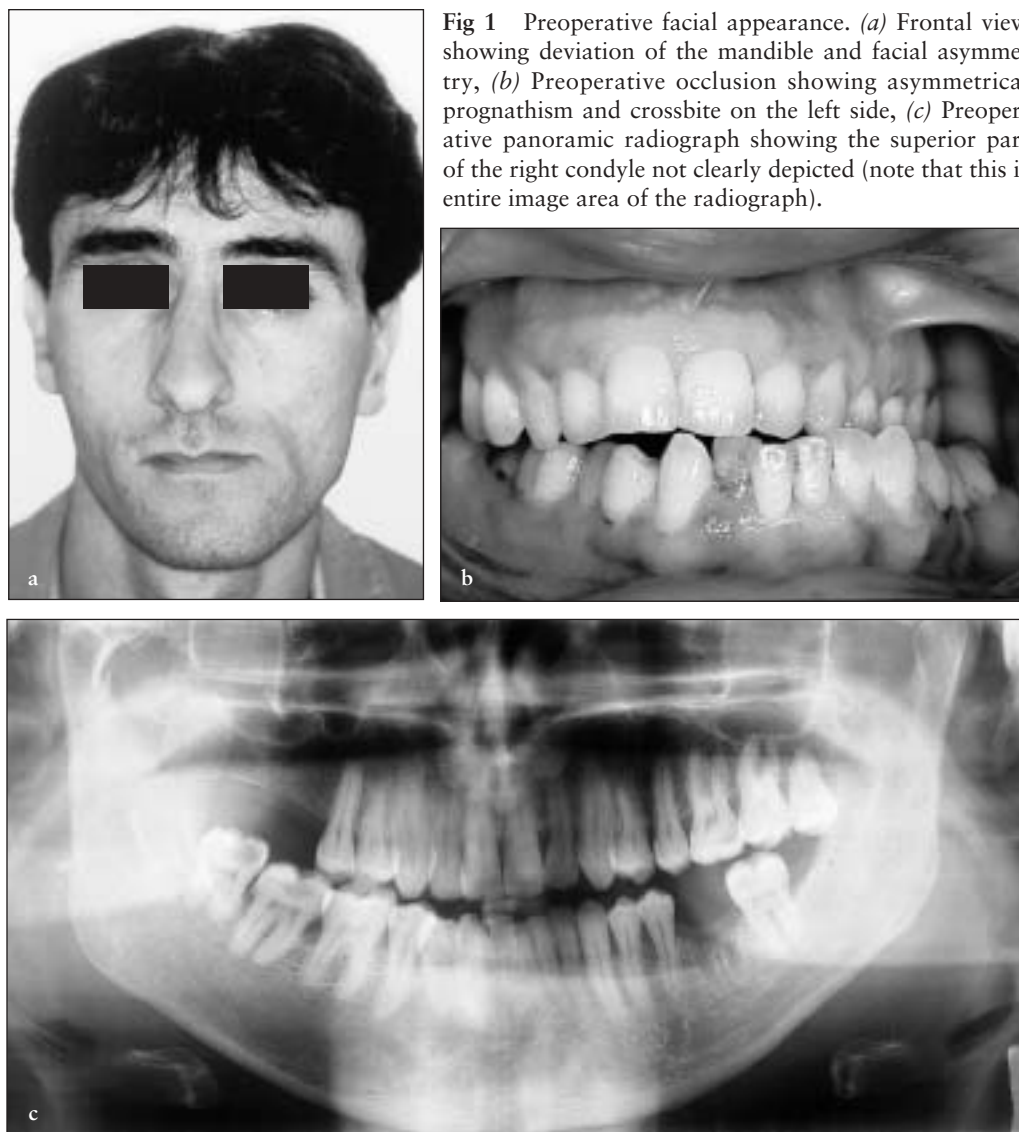 Fig 1 Preoperative facial appearance. (a) Frontal view
showing deviation of the mandible and facial asymme-
try, (b) Preoperative occlusion showing asymmetrica
prognathism and crossbite on the left side, (c) Preoper
ative panoramic radiograph showing the superior par
of the right condyle not clearly depicted (note that this i
entire image area of the radiograph).
a
b
c